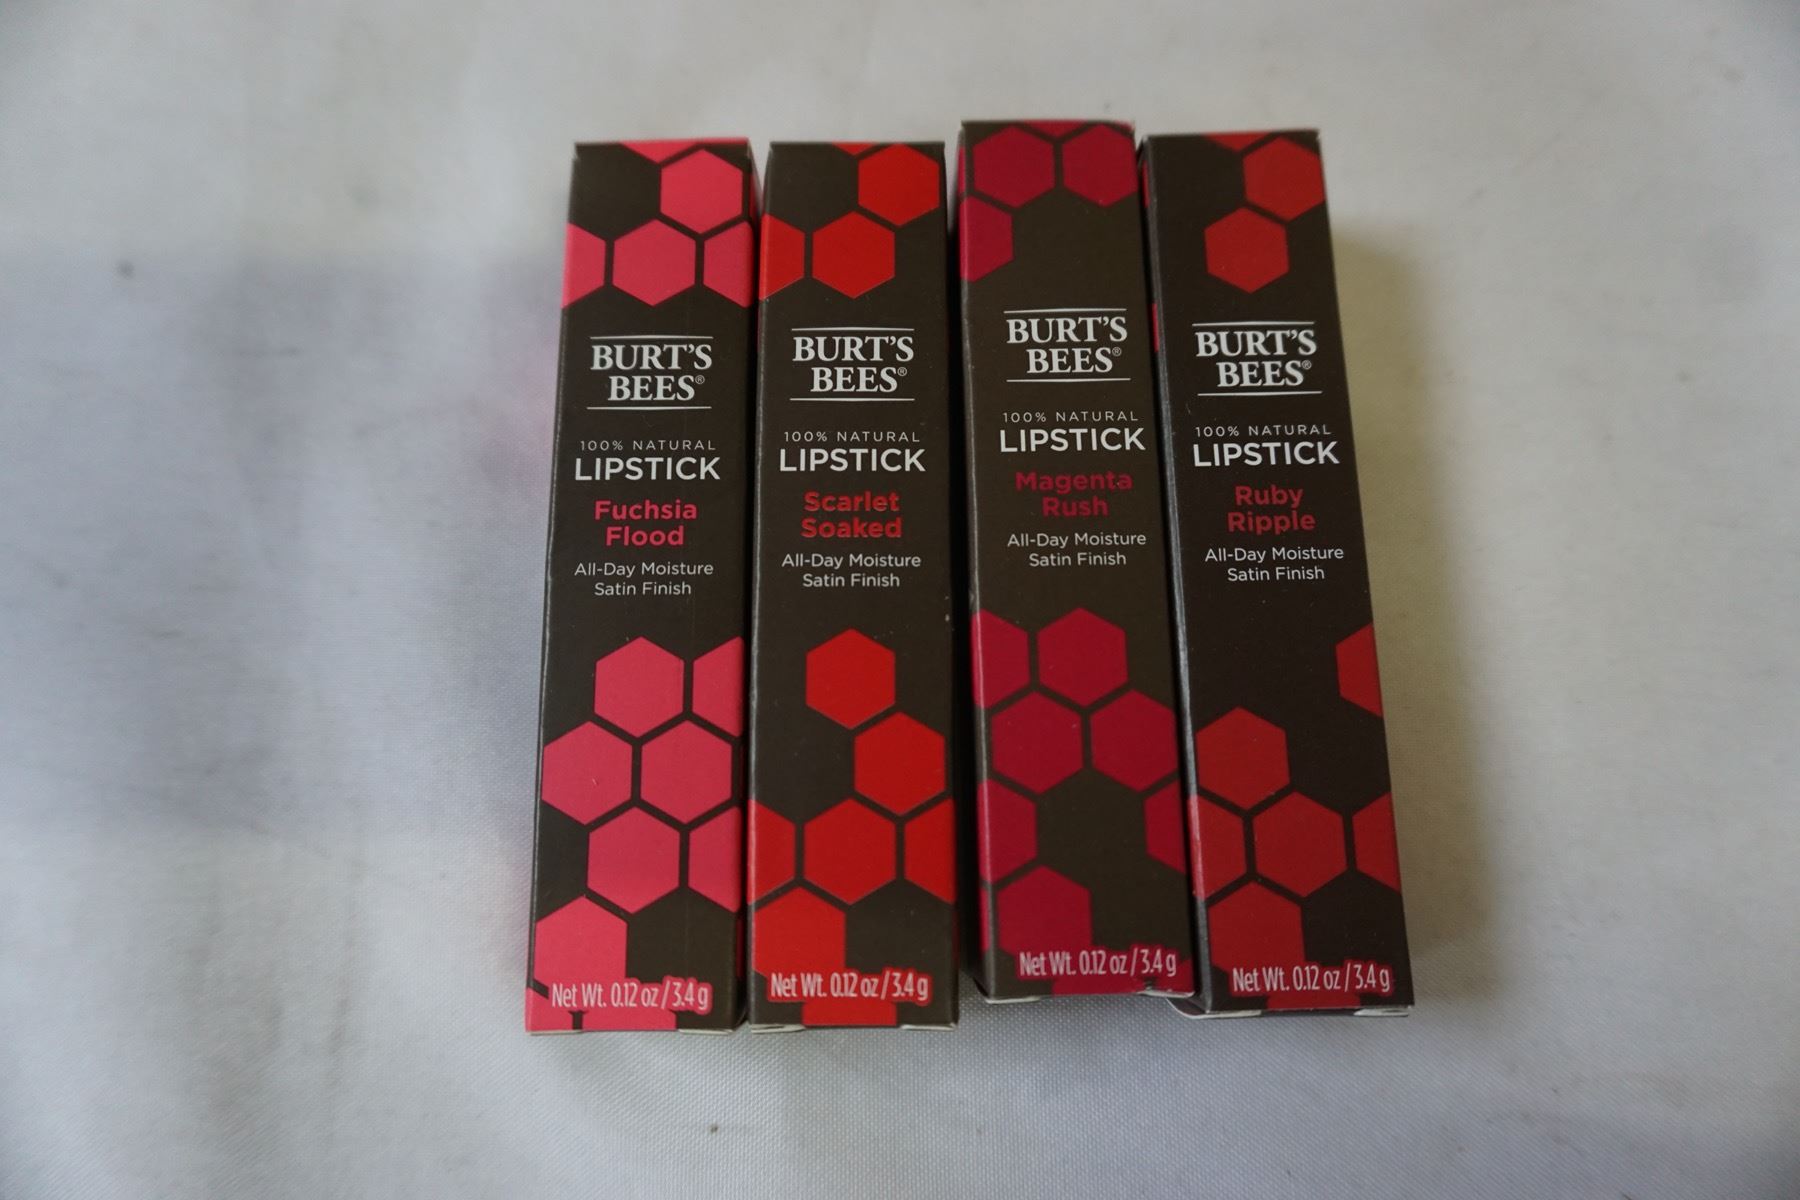 BURT'S
BEES®
100% NATURAL
LIPSTICK
Fuchsia
Flood
All-Day Moisture
Satin Finish
Net Wt. 0.12 oz / 3.4 g
BURT'S
BEES®
100% NATURAL
LIPSTICK
Scarlet
Soaked
All-Day Moisture
Satin Finish
Net Wt. 0.12 oz / 3.4 g
BURT'S
BEES®
100% NATURAL
LIPSTICK
Magenta
Rush
All-Day Moisture
Satin Finish
Net Wt. 0.12 oz / 3.4 g
BURT'S
BEES®
100% NATURAL
LIPSTICK
Ruby
Ripple
All-Day Moisture
Satin Finish
Net Wt. 0.12 oz / 3.4 g